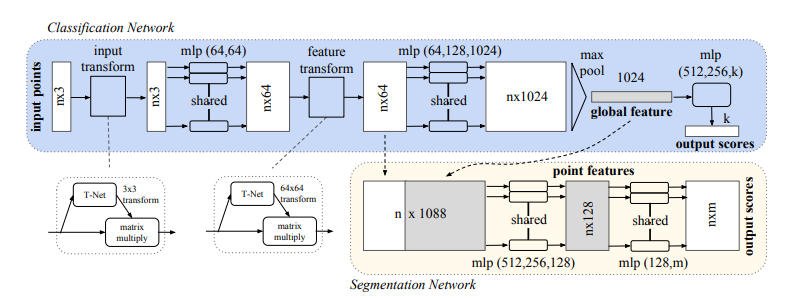 Classification Network
input points
nx3
input
transform
nx3
mlp (64,64)
shared
nx64
feature
transform
nx64
mlp (64,128,1024)
shared
nx1024
max
pool
1024
global feature
mlp
(512,256,k)
k
output scores
T-Net
3x3
transform
matrix
multiply
T-Net
64x64
transform
matrix
multiply
point features
n x 1088
shared
mlp (512,256,128)
nx128
shared
mlp (128,m)
nxm
output scores
Segmentation Network